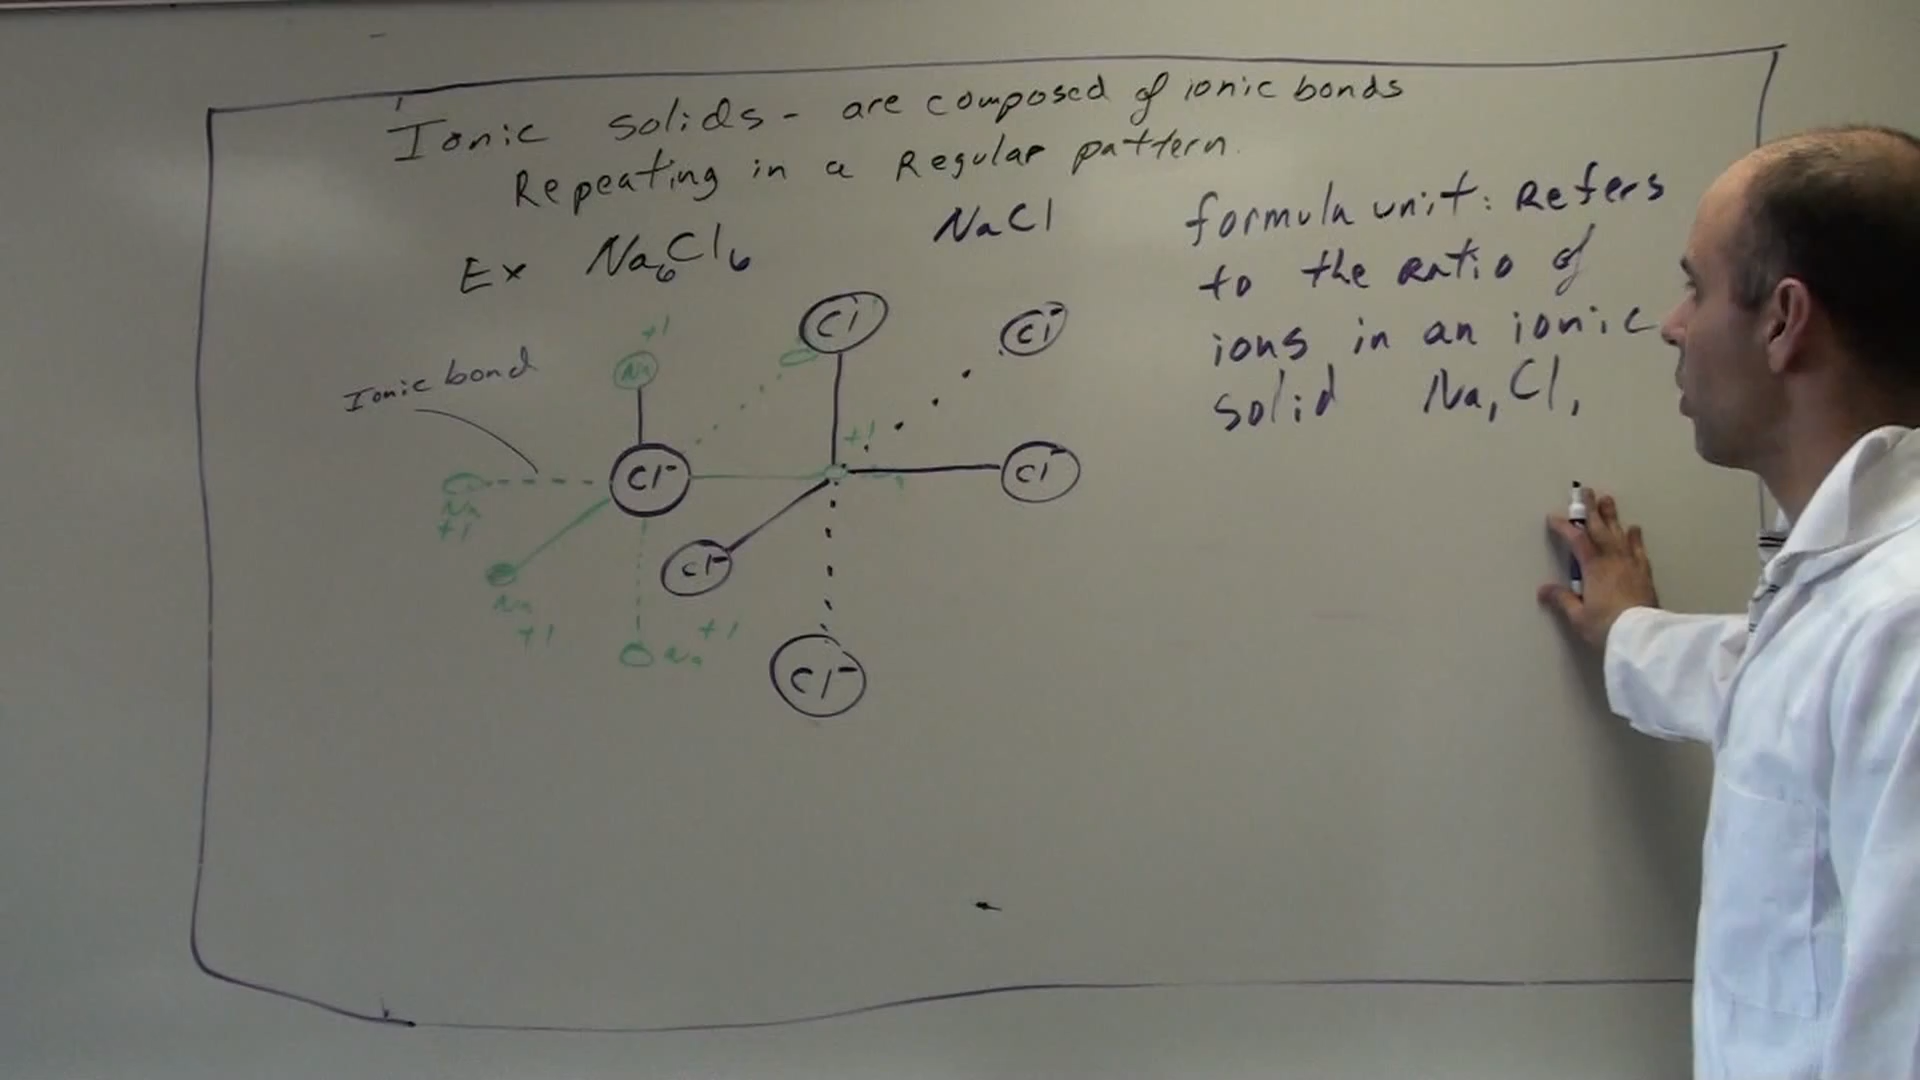 Ionic solids - are composed of ionic bonds
Repeating in a Regular pattern.
Ex Na6Cl6
NaCl
formula unit: Refers
to the ratio of
ions in an ionic
solid Na1Cl1
Ionic bond
+1
Na
Cl
Cl-
Cl-
+1
Na
Cl-
Na
+1
Cl-
Na
+1
Na +1
Cl-